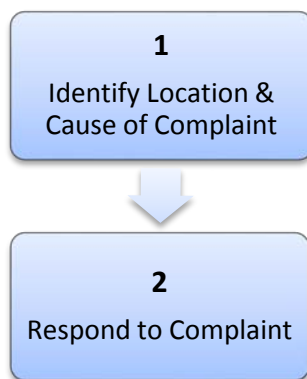 1
Identify Location &
Cause of Complaint
2
Respond to Complaint